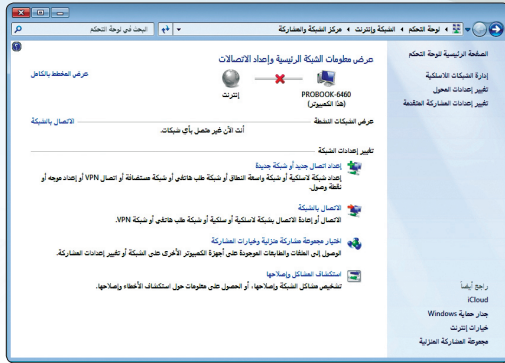 لوحة التحكم ◂ الشبكة وإنترنت ◂ مركز الشبكة والمشاركة
البحث في لوحة التحكم
الصفحة الرئيسية للوحة التحكم
إدارة الشبكات اللاسلكية
تغيير إعدادات المحول
تغيير إعدادات المشاركة المتقدمة
عرض معلومات الشبكة الرئيسية وإعداد الاتصالات
عرض المخطط بالكامل
PROBOOK-6460
(هذا الكمبيوتر)
إنترنت
عرض الشبكات النشطة
الاتصال بالشبكة
أنت الآن غير متصل بأي شبكات.
تغيير إعدادات الشبكة
إعداد اتصال جديد أو شبكة جديدة
إعداد شبكة لاسلكية أو شبكة واسعة النطاق أو شبكة طلب هاتفي أو شبكة مستضافة أو اتصال VPN أو إعداد موجه أو
نقطة وصول.
الاتصال بالشبكة
الاتصال أو إعادة الاتصال بشبكة لاسلكية أو سلكية أو شبكة طلب هاتفي أو شبكة VPN.
اختيار مجموعة مشاركة منزلية وخيارات المشاركة
الوصول إلى الملفات والطابعات الموجودة على أجهزة الكمبيوتر الأخرى على الشبكة أو تغيير إعدادات المشاركة.
استكشاف المشاكل وإصلاحها
تشخيص مشاكل الشبكة وإصلاحها، أو الحصول على معلومات حول استكشاف الأخطاء وإصلاحها.
راجع أيضاً
iCloud
جدار حماية Windows
خيارات إنترنت
مجموعة المشاركة المنزلية